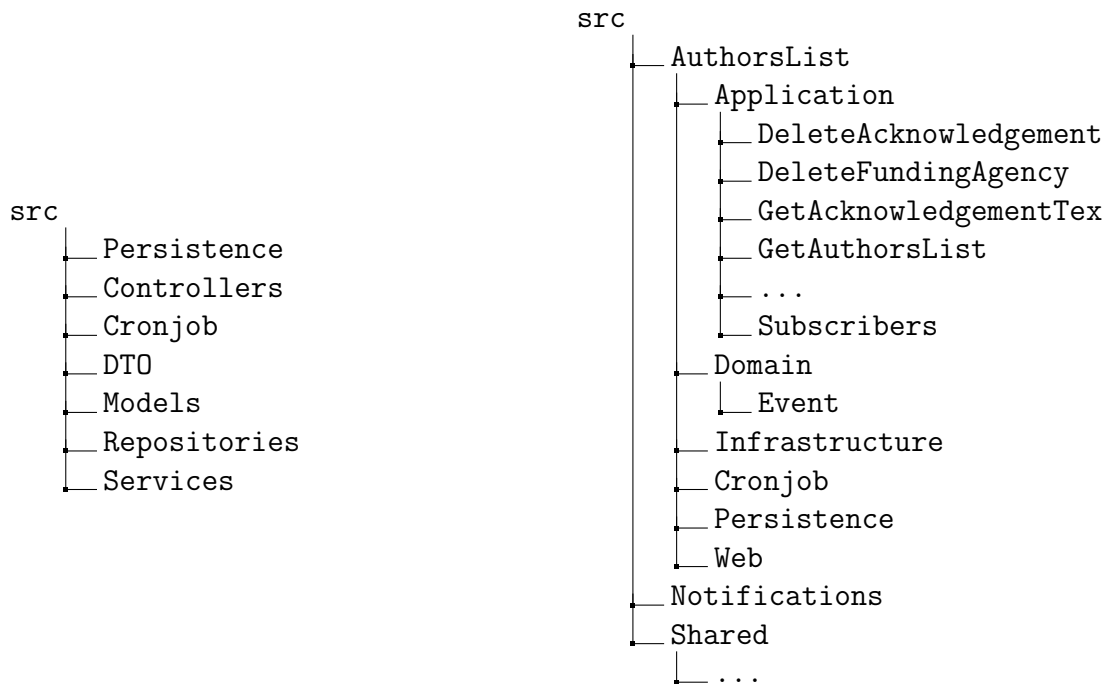 src
Persistence
Controllers
Cronjob
DTO
Models
Repositories
Services
src
AuthorsList
Application
DeleteAcknowledgement
DeleteFundingAgency
GetAcknowledgementTex
GetAuthorsList
...
Subscribers
Domain
Event
Infrastructure
Cronjob
Persistence
Web
Notifications
Shared
...